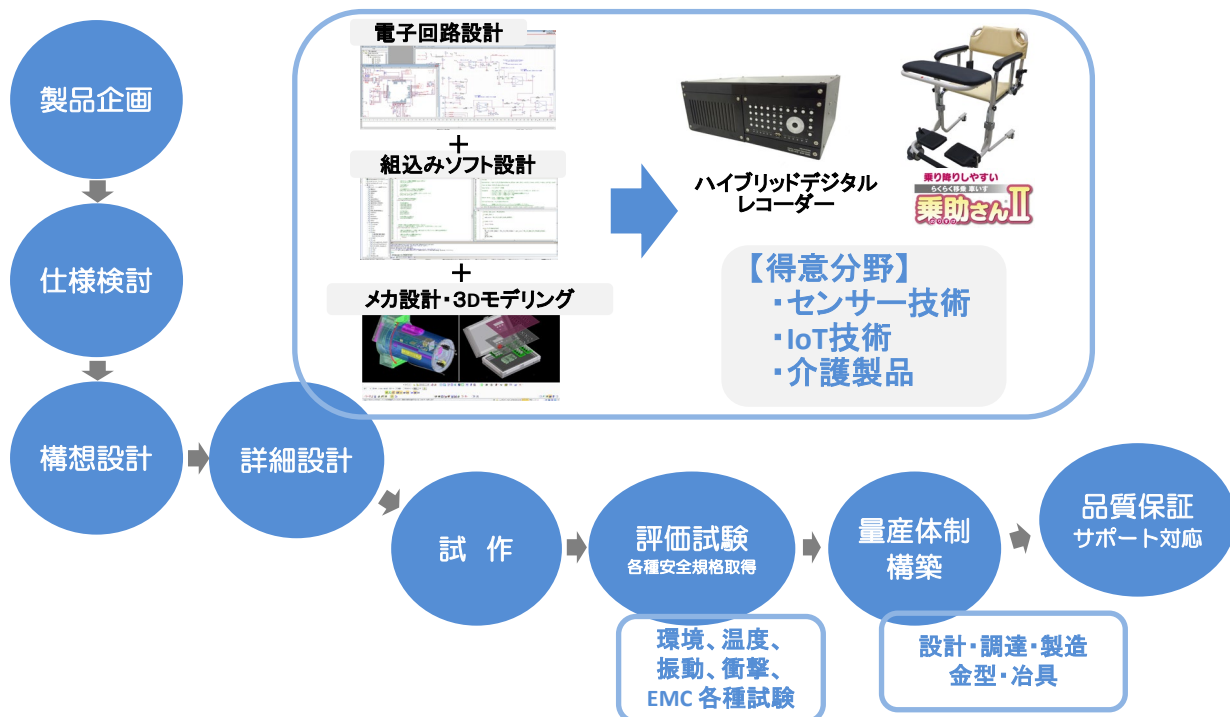 製品企画
仕様検討
構想設計
詳細設計
電子回路設計
+
組込みソフト設計
+
メカ設計・3Dモデリング
ハイブリッドデジタル
レコーダー
乗り降りしやすい
らくらく移乗 車いす
乗助さんⅡ
のりすけ
【得意分野】
・センサー技術
・IoT技術
・介護製品
試 作
評価試験
各種安全規格取得
環境、温度、
振動、衝撃、
EMC 各種試験
量産体制
構築
設計・調達・製造
金型・冶具
品質保証
サポート対応